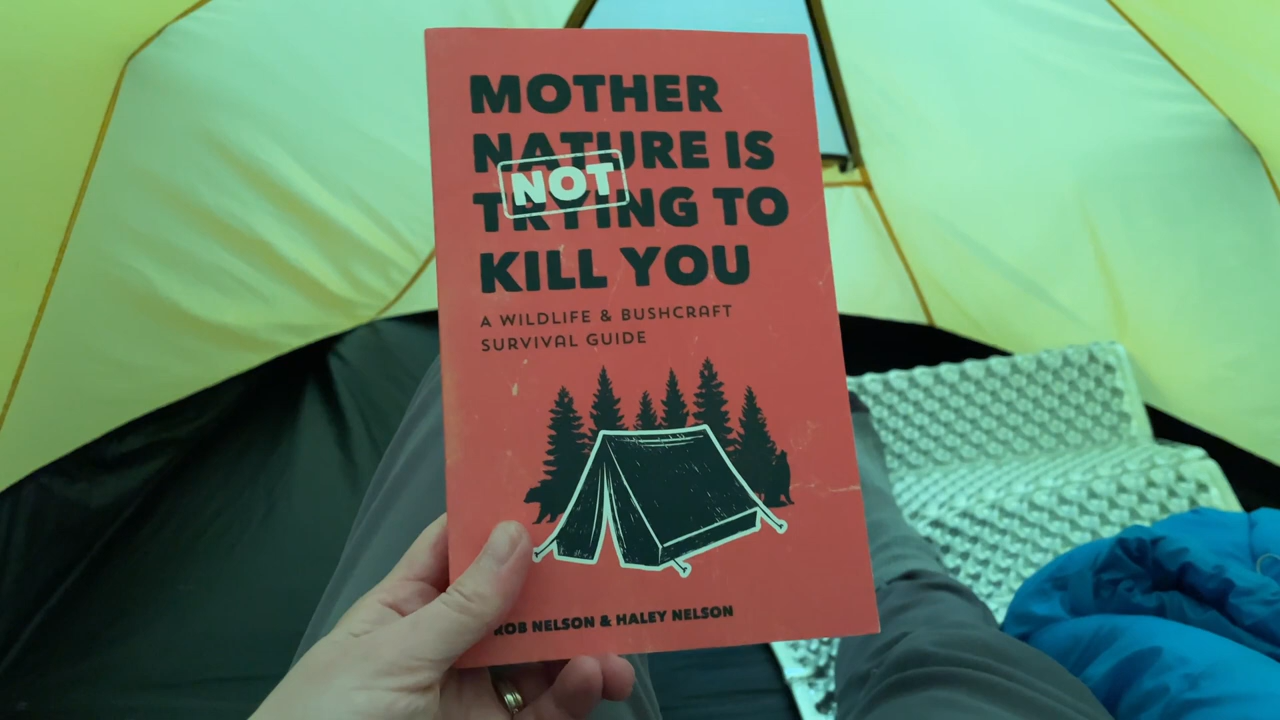 MOTHER
NATURE IS
NOT
TRYING TO
KILL YOU
A WILDLIFE & BUSHCRAFT
SURVIVAL GUIDE
ROB NELSON & HALEY NELSON